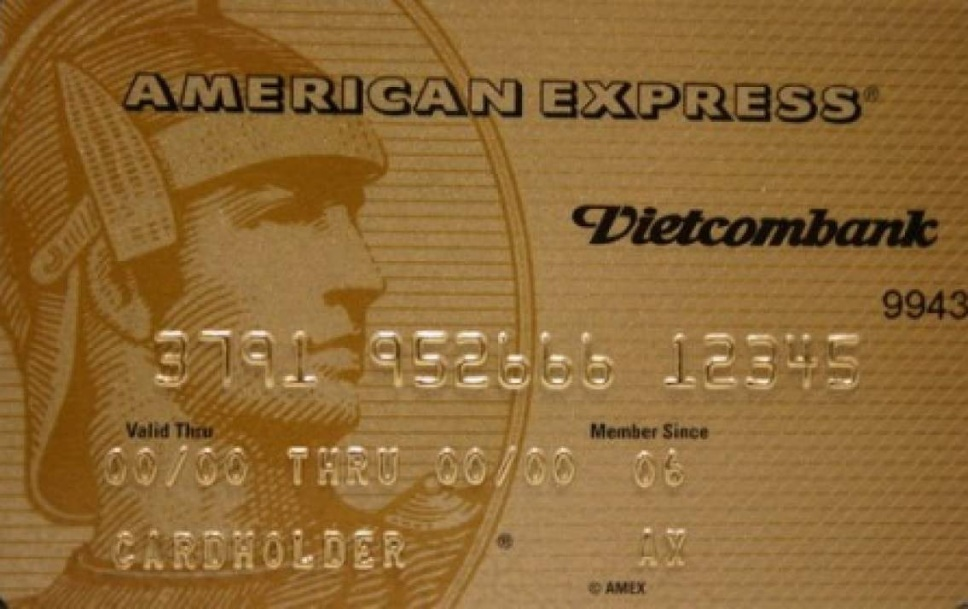 AMERICAN EXPRESS®
Vietcombank
9943
3791 952666 12345
Valid Thru Member Since
00/00 THRU 00/00 06
CARDHOLDER ® AX
© AMEX